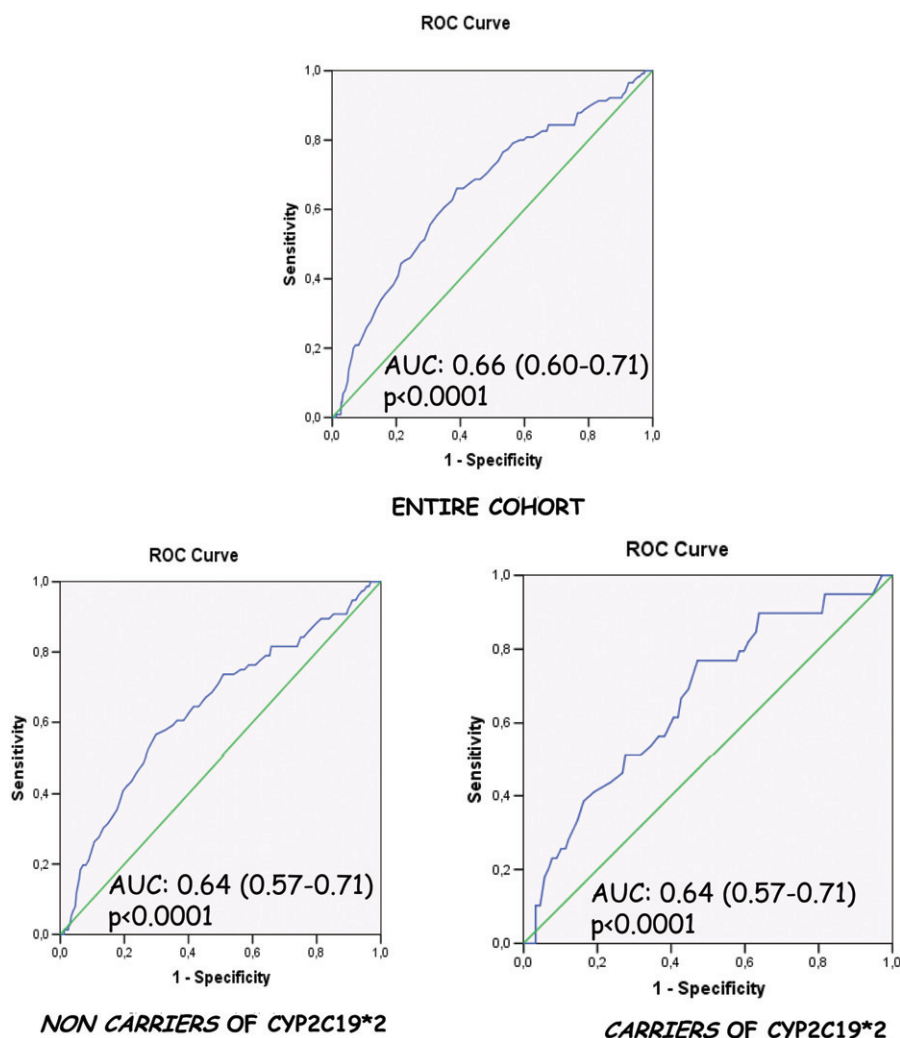 ROC Curve
1,0
0,8
0,6
0,4
0,2
0,0
Sensitivity
AUC: 0.66 (0.60-0.71)
p<0.0001
0,0 0,2 0,4 0,6 0,8 1,0
1 - Specificity
ENTIRE COHORT
ROC Curve
1,0
0,8
0,6
0,4
0,2
0,0
Sensitivity
AUC: 0.64 (0.57-0.71)
p<0.0001
0,0 0,2 0,4 0,6 0,8 1,0
1 - Specificity
NON CARRIERS OF CYP2C19*2
ROC Curve
1,0
0,8
0,6
0,4
0,2
0,0
Sensitivity
AUC: 0.64 (0.57-0.71)
p<0.0001
0,0 0,2 0,4 0,6 0,8 1,0
1 - Specificity
CARRIERS OF CYP2C19*2